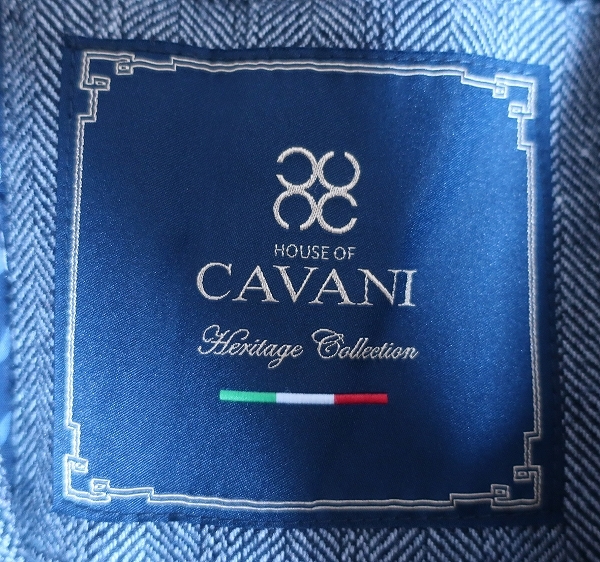 HOUSE OF
CAVANI
Heritage Collection